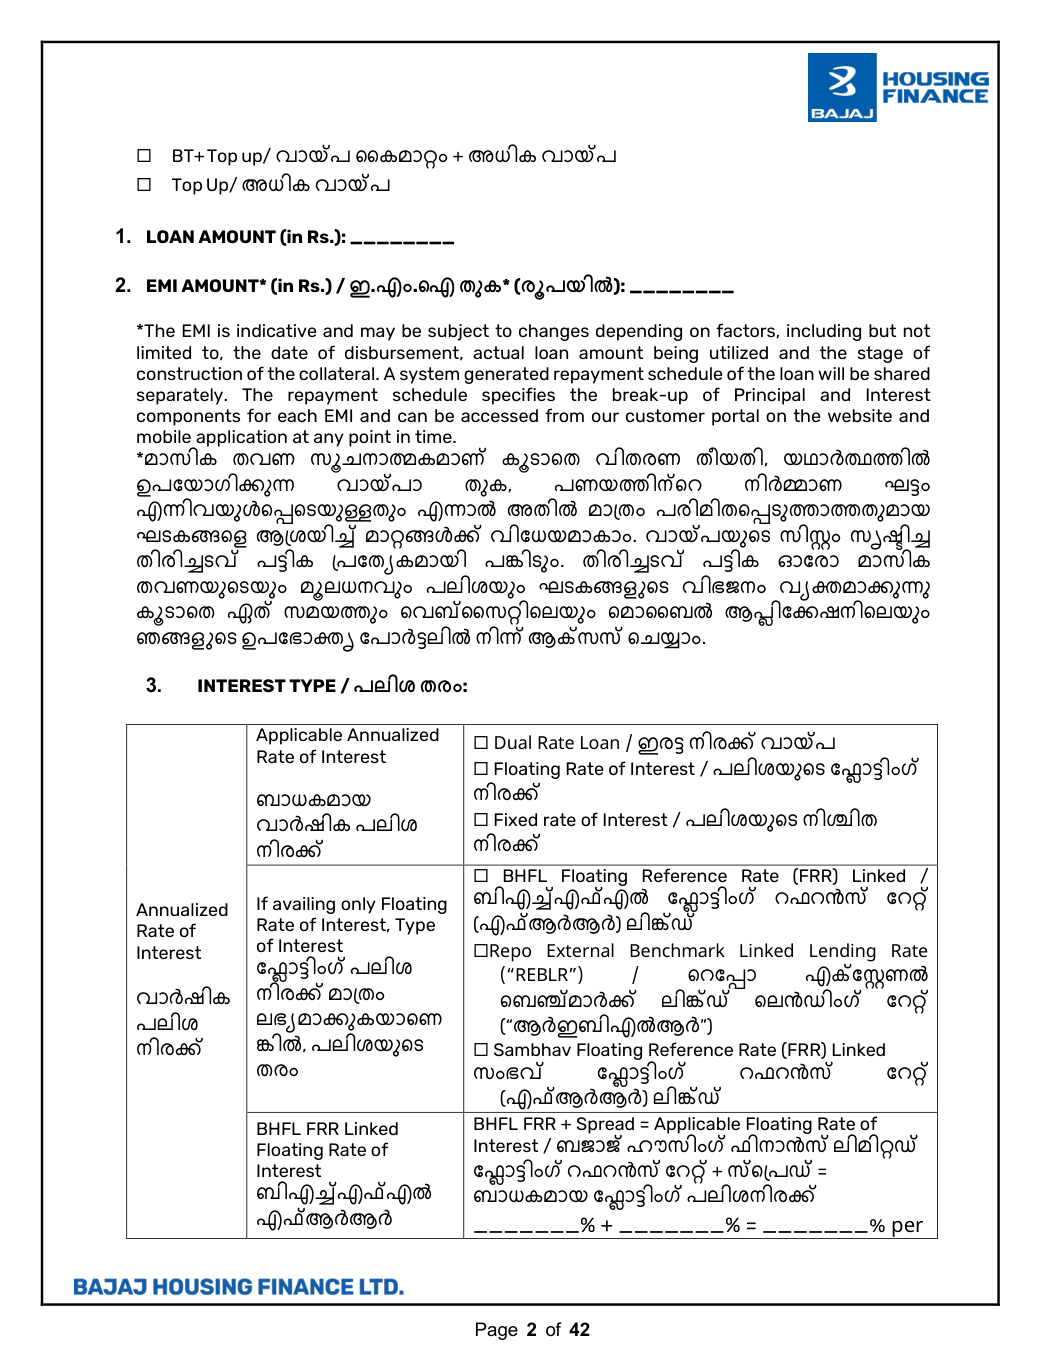 BAJAJ
HOUSING
FINANCE
☐ BT+Top up/ വായ്പ കൈമാറ്റം + അധിക വായ്പ
☐ Top Up/ അധിക വായ്പ
1. LOAN AMOUNT (in Rs.): ________
2. EMI AMOUNT* (in Rs.) / ഇ.എം.ഐ തുക* (രൂപയിൽ): ________
*The EMI is indicative and may be subject to changes depending on factors, including but not
limited to, the date of disbursement, actual loan amount being utilized and the stage of
construction of the collateral. A system generated repayment schedule of the loan will be shared
separately. The repayment schedule specifies the break-up of Principal and Interest
components for each EMI and can be accessed from our customer portal on the website and
mobile application at any point in time.
*മാസിക തവണ സൂചനാത്മകമാണ് കൂടാതെ വിതരണ തീയതി, യഥാർത്ഥത്തിൽ
ഉപയോഗിക്കുന്ന വായ്പാ തുക, പണയത്തിന്റെ നിർമ്മാണ ഘട്ടം
എന്നിവയുൾപ്പെടെയുള്ളതും എന്നാൽ അതിൽ മാത്രം പരിമിതപ്പെടുത്താത്തതുമായ
ഘടകങ്ങളെ ആശ്രയിച്ച് മാറ്റങ്ങൾക്ക് വിധേയമാകാം. വായ്പയുടെ സിസ്റ്റം സൃഷ്ടിച്ച
തിരിച്ചടവ് പട്ടിക പ്രത്യേകമായി പങ്കിടും. തിരിച്ചടവ് പട്ടിക ഓരോ മാസിക
തവണയുടെയും മൂലധനവും പലിശയും ഘടകങ്ങളുടെ വിഭജനം വ്യക്തമാക്കുന്നു
കൂടാതെ ഏത് സമയത്തും വെബ്സൈറ്റിലെയും മൊബൈൽ ആപ്ലിക്കേഷനിലെയും
ഞങ്ങളുടെ ഉപഭോക്തൃ പോർട്ടലിൽ നിന്ന് ആക്സസ് ചെയ്യാം.
3. INTEREST TYPE / പലിശ തരം:
Annualized
Rate of
Interest
വാർഷിക
പലിശ
നിരക്ക്
Applicable Annualized
Rate of Interest
ബാധകമായ
വാർഷിക പലിശ
നിരക്ക്
☐ Dual Rate Loan / ഇരട്ട നിരക്ക് വായ്പ
☐ Floating Rate of Interest / പലിശയുടെ ഫ്ലോട്ടിംഗ്
നിരക്ക്
☐ Fixed rate of Interest / പലിശയുടെ നിശ്ചിത
നിരക്ക്
If availing only Floating
Rate of Interest, Type
of Interest
ഫ്ലോട്ടിംഗ് പലിശ
നിരക്ക് മാത്രം
ലഭ്യമാക്കുകയാണെ
ങ്കിൽ, പലിശയുടെ
തരം
☐ BHFL Floating Reference Rate (FRR) Linked /
ബിഎച്ച്എഫ്എൽ ഫ്ലോട്ടിംഗ് റഫറൻസ് റേറ്റ്
(എഫ്ആർആർ) ലിങ്ക്ഡ്
☐Repo External Benchmark Linked Lending Rate
(“REBLR”) / റെപ്പോ എക്സ്റ്റേണൽ
ബെഞ്ച്മാർക്ക് ലിങ്ക്ഡ് ലെൻഡിംഗ് റേറ്റ്
(“ആർഇബിഎൽആർ”)
☐ Sambhav Floating Reference Rate (FRR) Linked
സംഭവ് ഫ്ലോട്ടിംഗ് റഫറൻസ് റേറ്റ്
(എഫ്ആർആർ) ലിങ്ക്ഡ്
BHFL FRR Linked
Floating Rate of
Interest
ബിഎച്ച്എഫ്എൽ
എഫ്ആർആർ
BHFL FRR + Spread = Applicable Floating Rate of
Interest / ബജാജ് ഹൗസിംഗ് ഫിനാൻസ് ലിമിറ്റഡ്
ഫ്ലോട്ടിംഗ് റഫറൻസ് റേറ്റ് + സ്പ്രെഡ് =
ബാധകമായ ഫ്ലോട്ടിംഗ് പലിശനിരക്ക്
________% + ________% = ________% per
BAJAJ HOUSING FINANCE LTD.
Page 2 of 42